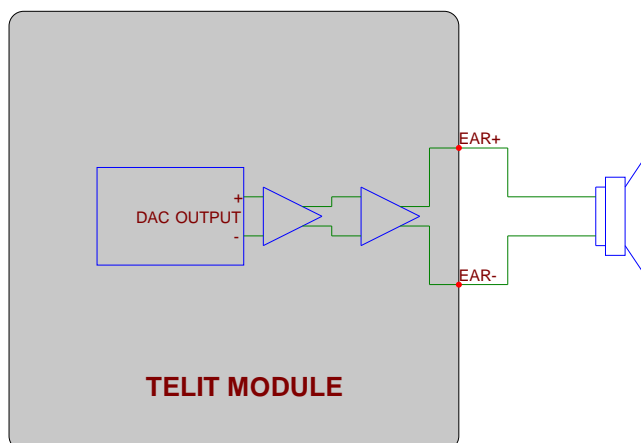 EAR+
+
DAC OUTPUT
-
EAR-
TELIT MODULE